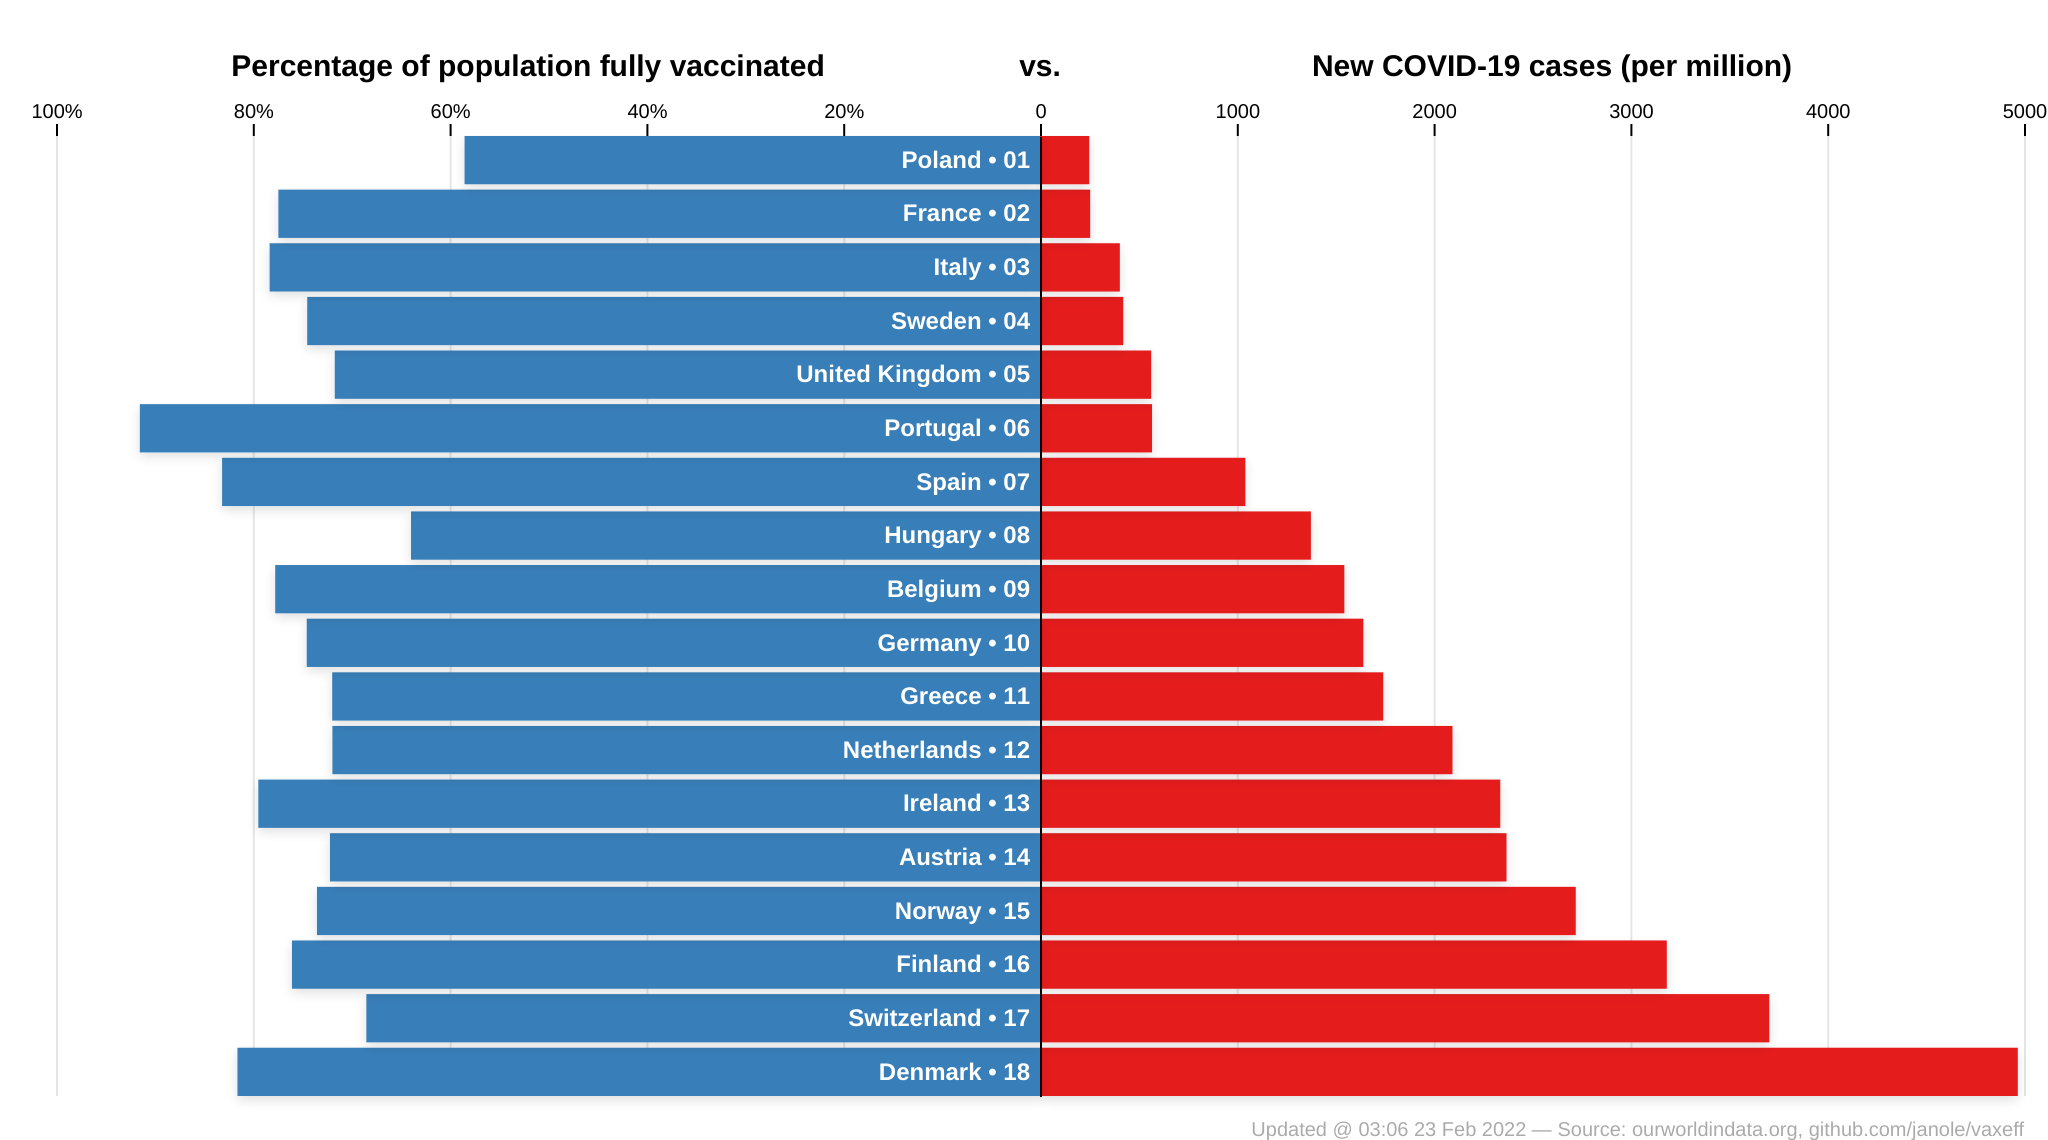 Percentage of population fully vaccinated vs. New COVID-19 cases (per million)
100% 80% 60% 40% 20% 0 1000 2000 3000 4000 5000
Poland • 01
France • 02
Italy • 03
Sweden • 04
United Kingdom • 05
Portugal • 06
Spain • 07
Hungary • 08
Belgium • 09
Germany • 10
Greece • 11
Netherlands • 12
Ireland • 13
Austria • 14
Norway • 15
Finland • 16
Switzerland • 17
Denmark • 18
Updated @ 03:06 23 Feb 2022 — Source: ourworldindata.org, github.com/janole/vaxeff